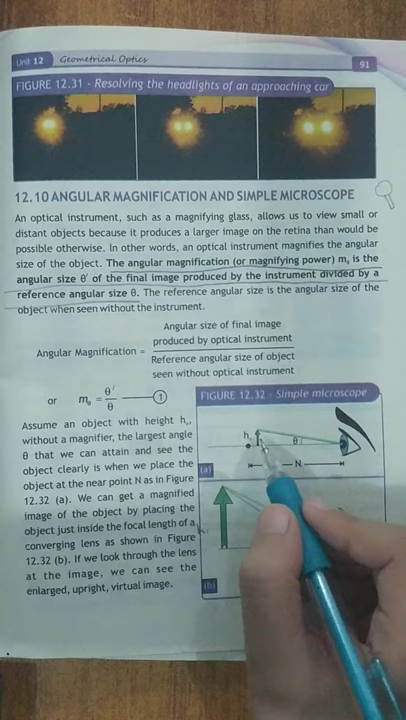 Unit 12 Geometrical Optics 91
FIGURE 12.31 - Resolving the headlights of an approaching car
12.10 ANGULAR MAGNIFICATION AND SIMPLE MICROSCOPE
An optical instrument, such as a magnifying glass, allows us to view small or
distant objects because it produces a larger image on the retina than would be
possible otherwise. In other words, an optical instrument magnifies the angular
size of the object. The angular magnification (or magnifying power) mθ is the
angular size θ' of the final image produced by the instrument divided by a
reference angular size θ. The reference angular size is the angular size of the
object when seen without the instrument.
Angular size of final image
produced by optical instrument
Angular Magnification =
Reference angular size of object
seen without optical instrument
or mθ = θ' / θ 1
FIGURE 12.32 - Simple microscope
Assume an object with height ho,
without a magnifier, the largest angle
θ that we can attain and see the
object clearly is when we place the
object at the near point N as in Figure
12.32 (a). We can get a magnified
image of the object by placing the
object just inside the focal length of a
converging lens as shown in Figure
12.32 (b). If we look through the lens
at the image, we can see the
enlarged, upright, virtual image.
ho
θ
N
(a)
(b)